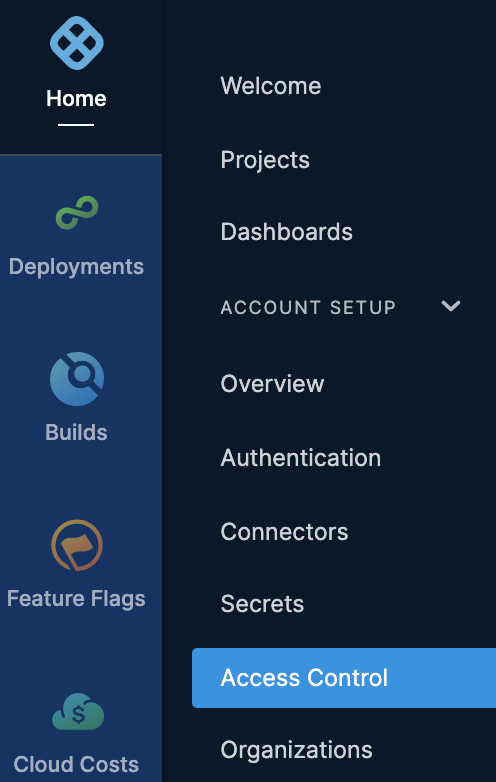 Home
Deployments
Builds
Feature Flags
Cloud Costs
Welcome
Projects
Dashboards
ACCOUNT SETUP
Overview
Authentication
Connectors
Secrets
Access Control
Organizations